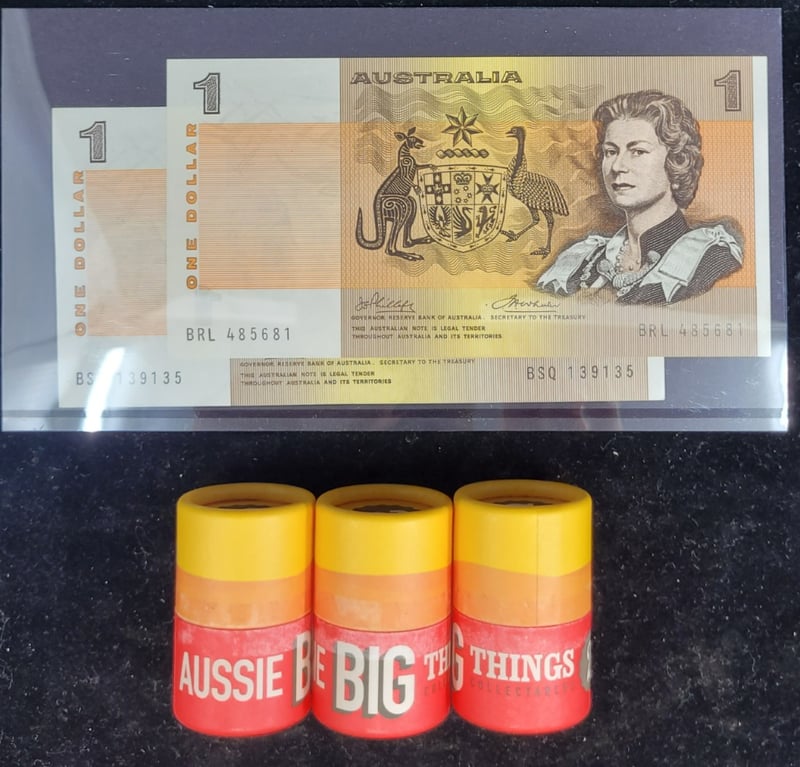 1
AUSTRALIA
1
ONE DOLLAR
BRL 485681
BRL 485681
GOVERNOR RESERVE BANK OF AUSTRALIA. SECRETARY TO THE TREASURY
THIS AUSTRALIAN NOTE IS LEGAL TENDER
THROUGHOUT AUSTRALIA AND ITS TERRITORIES
1
ONE DOLLAR
139135
GOVERNOR RESERVE BANK OF AUSTRALIA. SECRETARY TO THE TREASURY
THIS AUSTRALIAN NOTE IS LEGAL TENDER
THROUGHOUT AUSTRALIA AND ITS TERRITORIES
BSQ 139135
AUSSIE B
E BIG TH
G THINGS